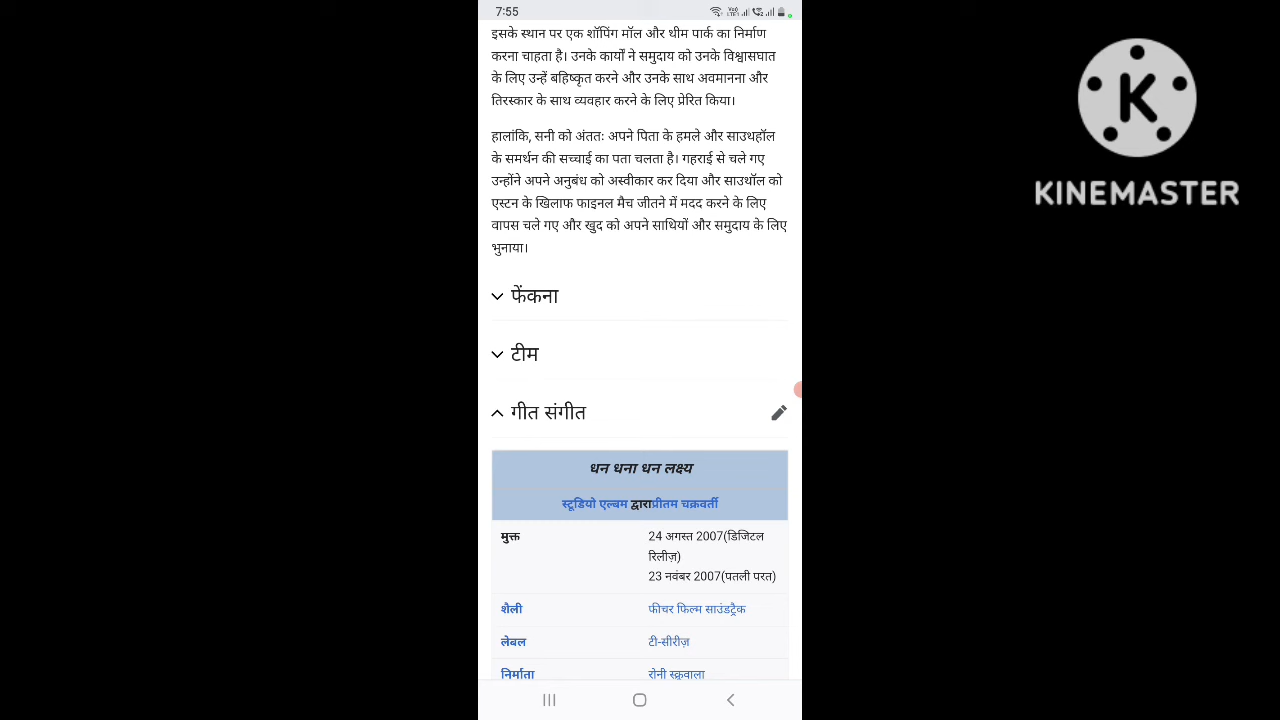 7:55
इसके स्थान पर एक शॉपिंग मॉल और थीम पार्क का निर्माण
करना चाहता है। उनके कार्यों ने समुदाय को उनके विश्वासघात
के लिए उन्हें बहिष्कृत करने और उनके साथ अवमानना और
तिरस्कार के साथ व्यवहार करने के लिए प्रेरित किया।
हालांकि, सनी को अंततः अपने पिता के हमले और साउथहॉल
के समर्थन की सच्चाई का पता चलता है। गहराई से चले गए
उन्होंने अपने अनुबंध को अस्वीकार कर दिया और साउथॉल को
एस्टन के खिलाफ फाइनल मैच जीतने में मदद करने के लिए
वापस चले गए और खुद को अपने साथियों और समुदाय के लिए
भुनाया।
फेंकना
टीम
गीत संगीत
धन धना धन लक्ष्य
स्टूडियो एल्बम द्वाराप्रीतम चक्रवर्ती
मुक्त 24 अगस्त 2007(डिजिटल
रिलीज़)
23 नवंबर 2007(पतली परत)
शैली फीचर फिल्म साउंडट्रैक
लेबल टी-सीरीज़
निर्माता रोनी स्क्रूवाला
K
KINEMASTER